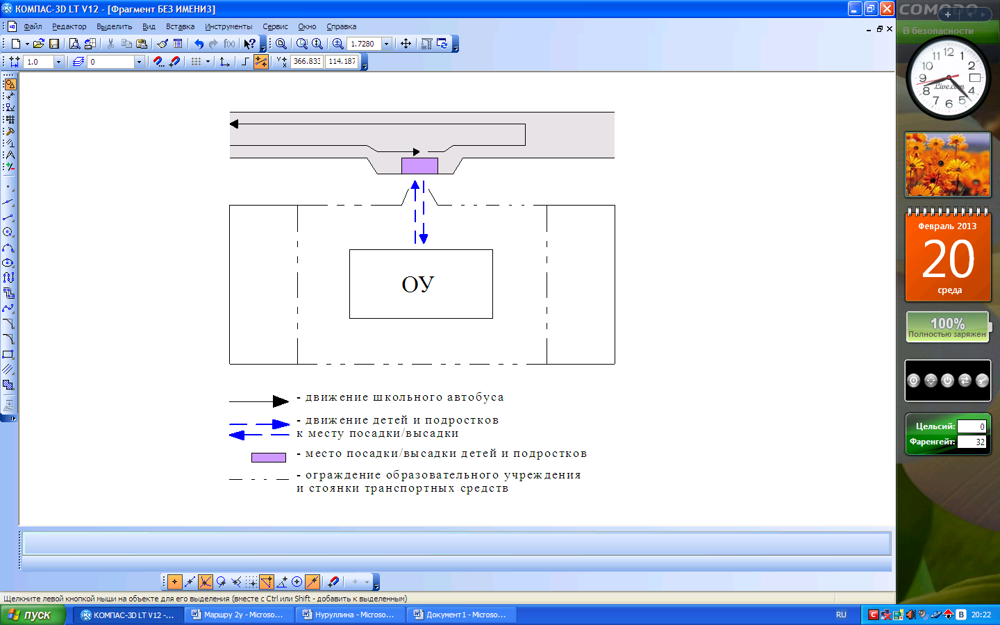 КОМПАС-3D LT V12 - [Фрагмент БЕЗ ИМЕНИ3]
COMODO
В безопасности
Файл Редактор Выделить Вид Вставка Инструменты Сервис Окно Справка
1.7280
1.0
0
366.833
114.187
f(x)
12 1 2 4 5 6 7 8 9 10 11
Live.com
Февраль 2013
20
среда
100%
Полностью заряжен
Цельсий: 0
Фаренгейт: 32
ОУ
- движение школьного автобуса
- движение детей и подростков
к месту посадки/высадки
- место посадки/высадки детей и подростков
- ограждение образовательного учреждения
и стоянки транспортных средств
Щелкните левой кнопкой мыши на объекте для его выделения (вместе с Ctrl или Shift - добавить к выделенным)
пуск
КОМПАС-3D LT V12 -...
Маршру 2у - Microso...
Нуруллина - Microso...
Документ1 - Microso...
RU
B
20:22